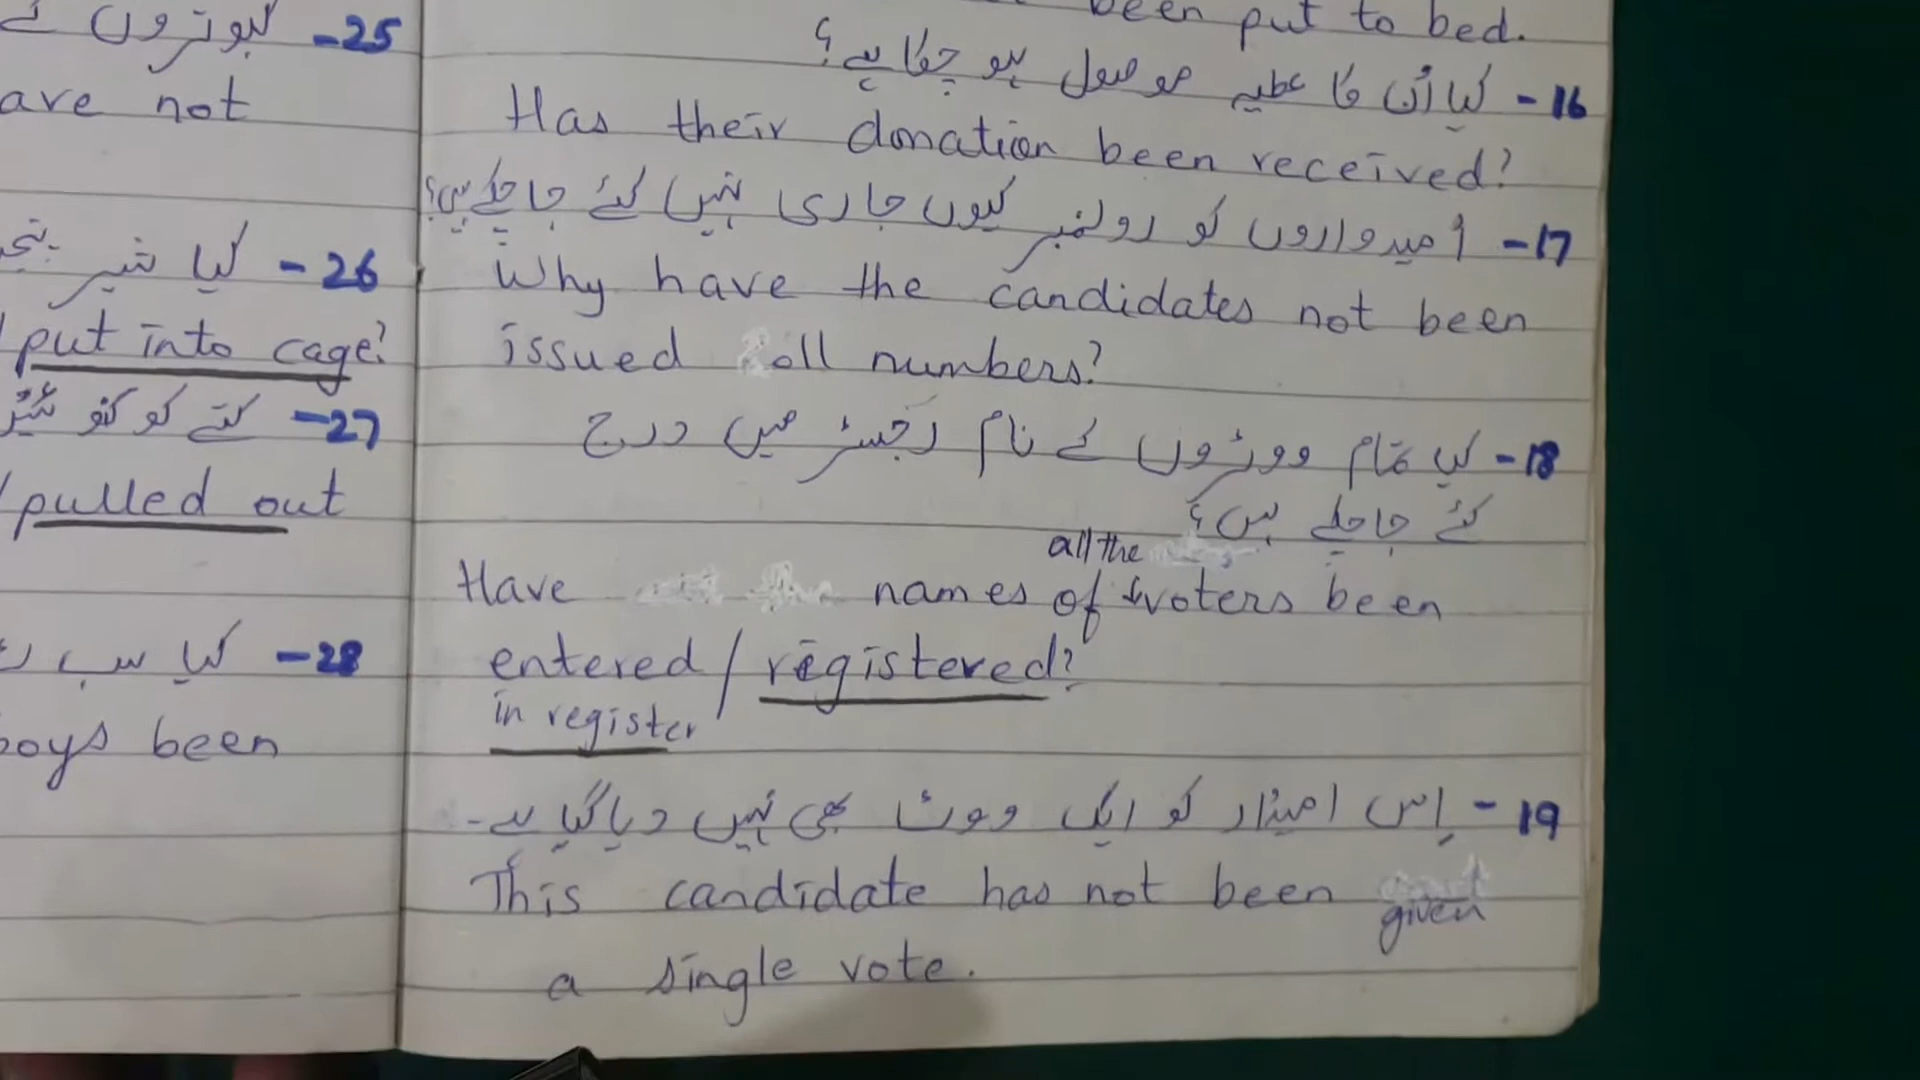 been put to bed.
16- کیا اُن کا عطیہ موصول ہو چکا ہے؟
Has their donation been received?
17- اُمیدواروں کو رولنمبر کیوں جاری نہیں کئے جا چکے ہیں؟
Why have the candidates not been
issued Roll numbers?
18- کیا تمام ووٹروں کے نام رجسٹر میں درج
کئے جا چکے ہیں؟
all the
Have names of voters been
entered / registered?
in register
19- اِس امیدوار کو ایک ووٹ بھی نہیں دیا گیا ہے۔
This candidate has not been given
a single vote.
25- کبوتروں کے
have not
26- کیا شیر
put into cage?
27- کتے کو
/ pulled out
28- کیا سب
boys been